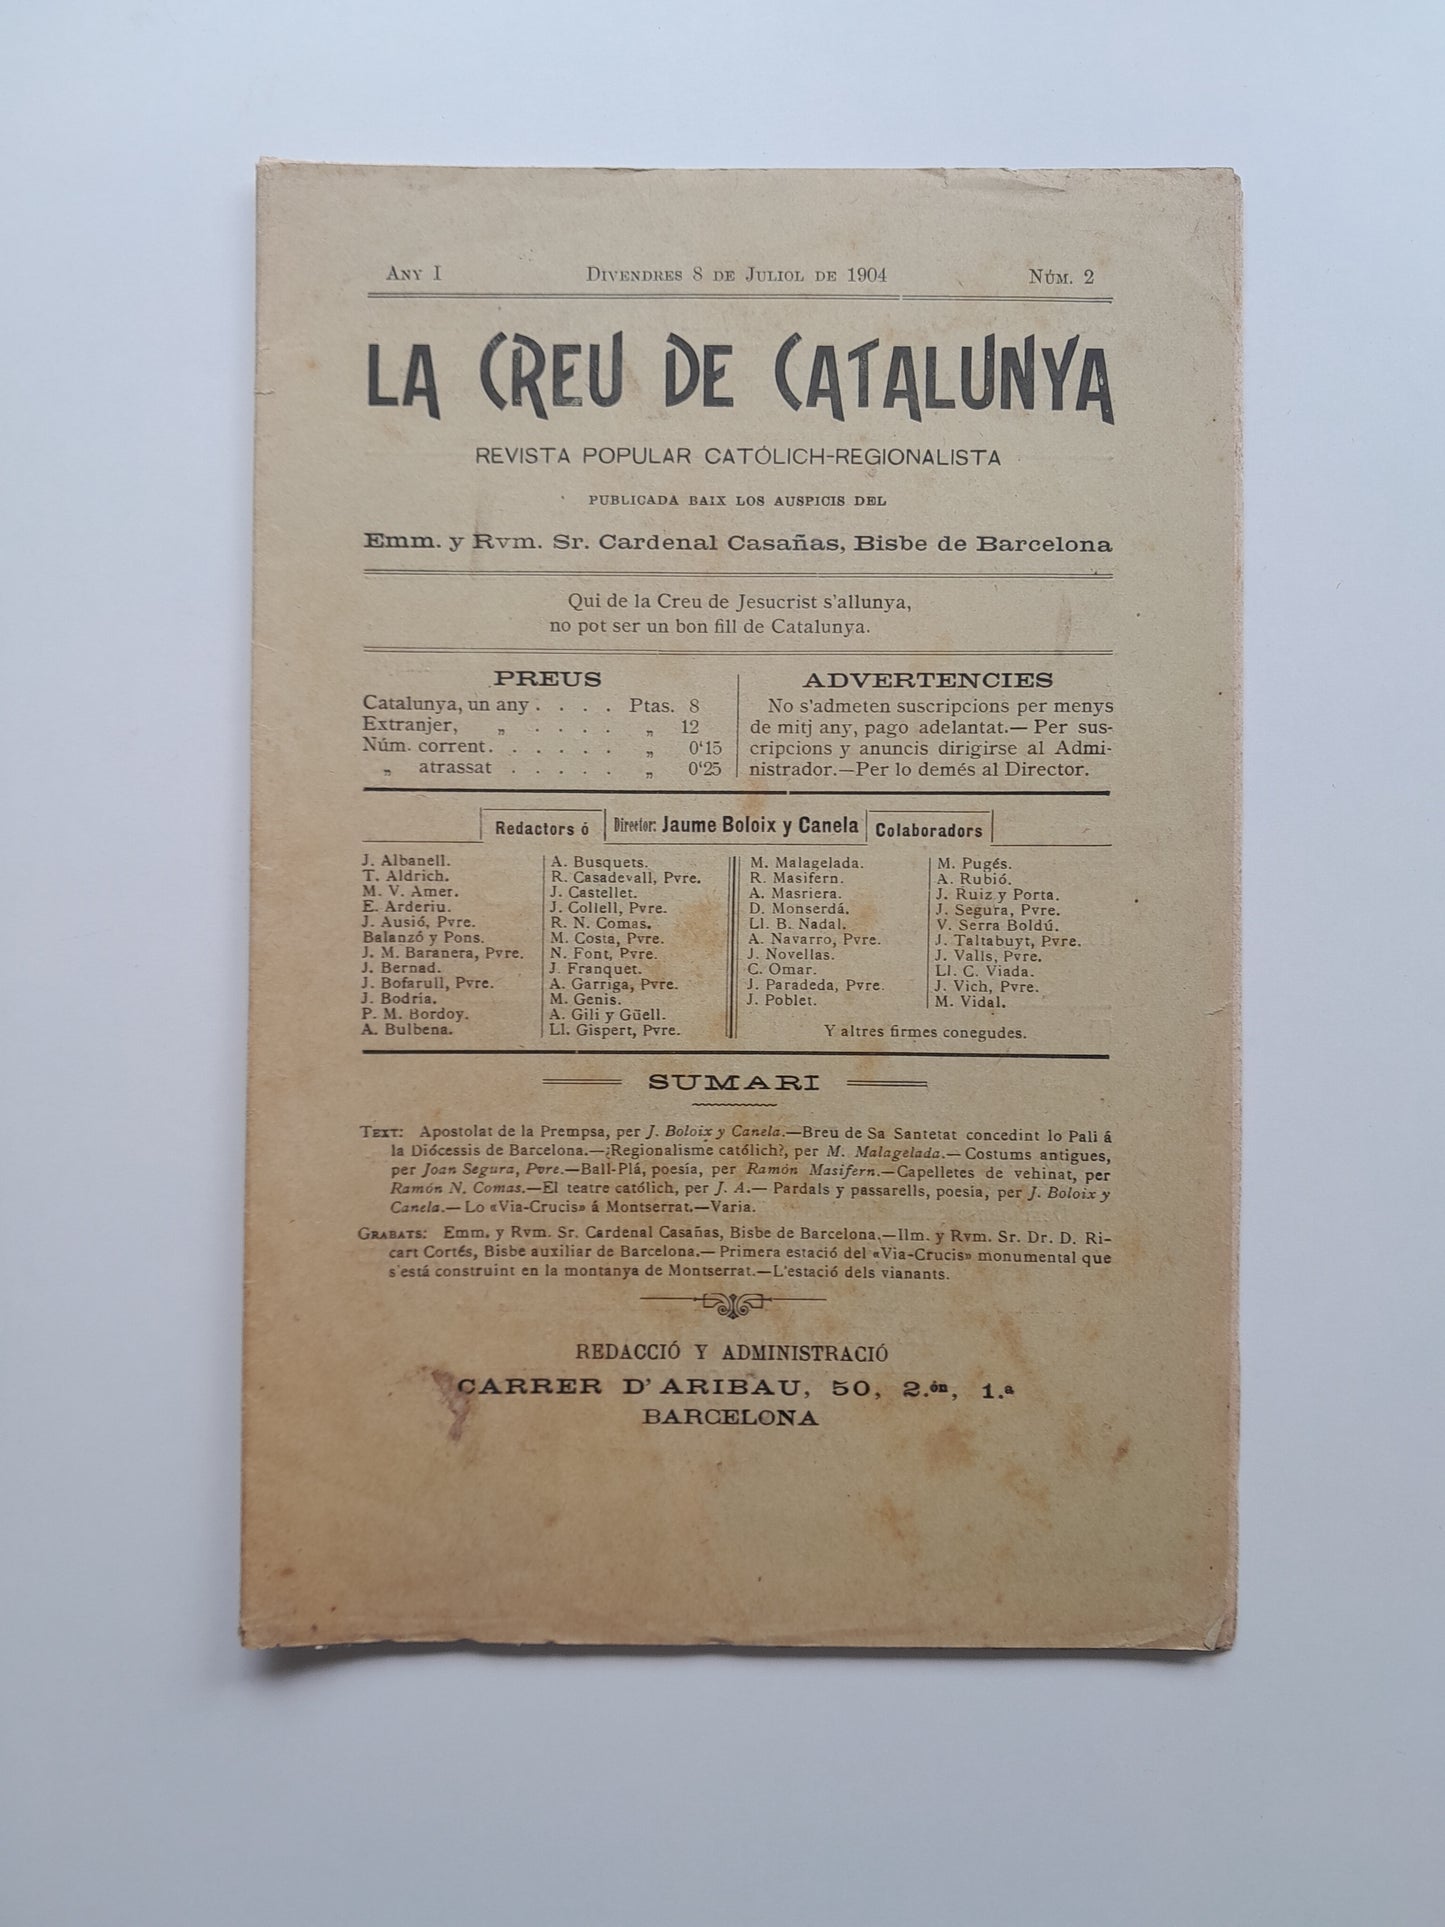 Any I Divendres 8 de Juliol de 1904 Núm. 2
LA CREU DE CATALUNYA
REVISTA POPULAR CATÓLICH-REGIONALISTA
PUBLICADA BAIX LOS AUSPICIS DEL
Emm. y Rvm. Sr. Cardenal Casañas, Bisbe de Barcelona
Qui de la Creu de Jesucrist s'allunya,
no pot ser un bon fill de Catalunya.
PREUS
Catalunya, un any . . . . Ptas. 8
Extranjer, „ . . . . „ 12
Núm. corrent. . . . . . „ 0'15
„ atrassat . . . . . „ 0'25
ADVERTENCIES
No s'admeten suscripcions per menys
de mitj any, pago adelantat.—Per sus-
cripcions y anuncis dirigirse al Admi-
nistrador.—Per lo demés al Director.
Redactors ó Director: Jaume Boloix y Canela Colaboradors
J. Albanell.
T. Aldrich.
M. V. Amer.
E. Arderiu.
J. Ausió, Pvre.
Balanzó y Pons.
J. M. Baranera, Pvre.
J. Bernad.
J. Bofarull, Pvre.
J. Bodría.
P. M. Bordoy.
A. Bulbena.
A. Busquets.
R. Casadevall, Pvre.
J. Castellet.
J. Collell, Pvre.
R. N. Comas.
M. Costa, Pvre.
N. Font, Pvre.
J. Franquet.
A. Garriga, Pvre.
M. Genis.
A. Gili y Güell.
Ll. Gispert, Pvre.
M. Malagelada.
R. Masifern.
A. Masriera.
D. Monserdá.
Ll. B. Nadal.
A. Navarro, Pvre.
J. Novellas.
C. Omar.
J. Paradeda, Pvre.
J. Poblet.
M. Pugés.
A. Rubió.
J. Ruiz y Porta.
J. Segura, Pvre.
V. Serra Boldú.
J. Taltabuyt, Pvre.
J. Valls, Pvre.
Ll. C. Viada.
J. Vich, Pvre.
M. Vidal.
Y altres firmes conegudes.
SUMARI
Text: Apostolat de la Prempsa, per J. Boloix y Canela.—Breu de Sa Santetat concedint lo Pali á
la Diócessis de Barcelona.—¿Regionalisme católich?, per M. Malagelada.—Costums antigues,
per Joan Segura, Pvre.—Ball-Plá, poesía, per Ramón Masifern.—Capelletes de vehinat, per
Ramón N. Comas.—El teatre católich, per J. A.—Pardals y passarells, poesia, per J. Boloix y
Canela.—Lo «Via-Crucis» á Montserrat.—Varia.
Grabats: Emm. y Rvm. Sr. Cardenal Casañas, Bisbe de Barcelona.—Ilm. y Rvm. Sr. Dr. D. Ri-
cart Cortés, Bisbe auxiliar de Barcelona.—Primera estació del «Via-Crucis» monumental que
s'está construint en la montanya de Montserrat.—L'estació dels vianants.
REDACCIÓ Y ADMINISTRACIÓ
CARRER D'ARIBAU, 50, 2.ón, 1.ª
BARCELONA